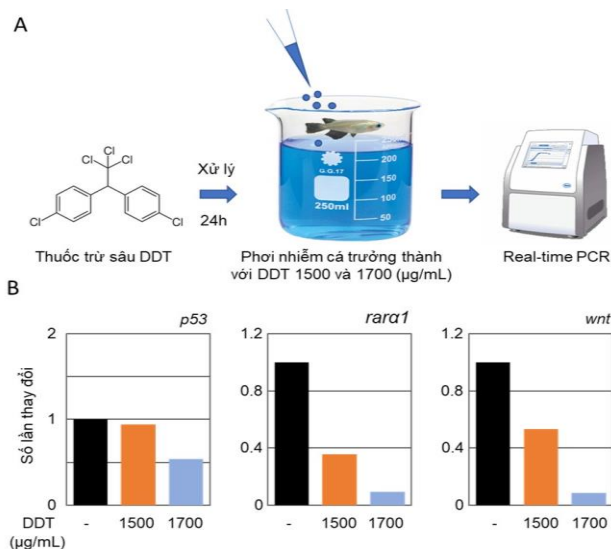 A
Cl
Cl
Cl
Cl
Cl
Thuốc trừ sâu DDT
Xử lý
24h
G.G.17
250ml
200
150
100
50
Phơi nhiễm cá trưởng thành
với DDT 1500 và 1700 (µg/mL)
Real-time PCR
B
Số lần thay đổi
p53
2
1
0
DDT - 1500 1700
(µg/mL)
rarα1
1.2
0.8
0.4
0
- 1500 1700
wnt
1.2
0.8
0.4
0
- 1500 1700